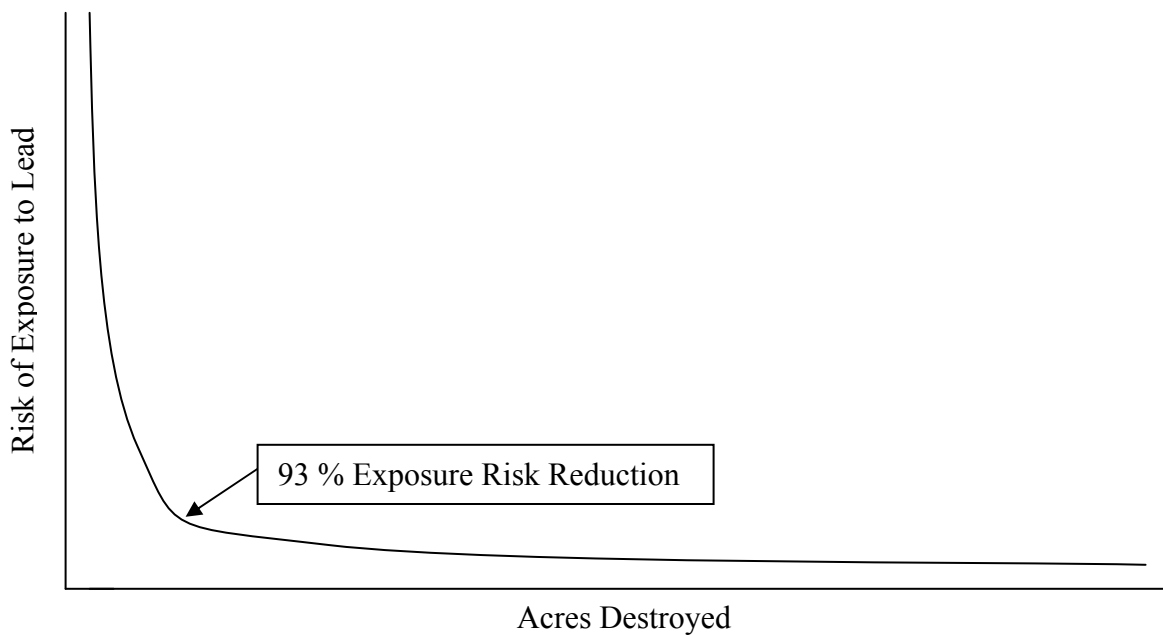 Risk of Exposure to Lead
93 % Exposure Risk Reduction
Acres Destroyed